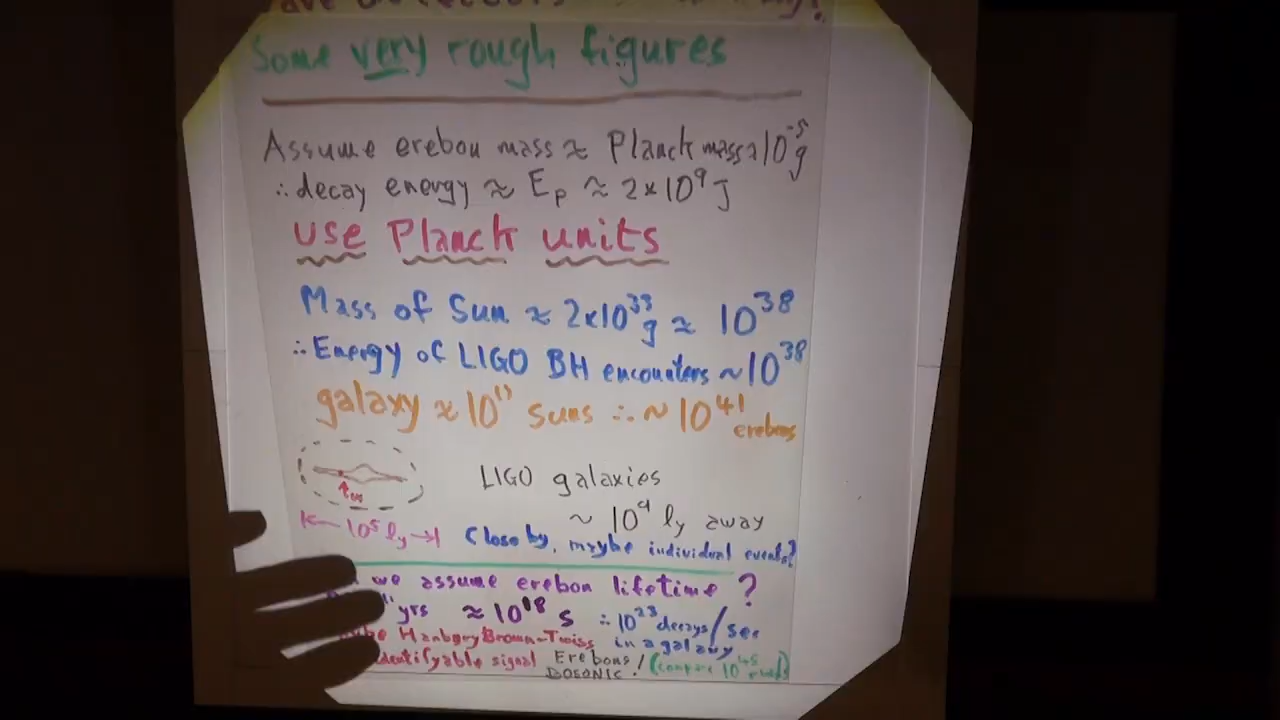 Some very rough figures
Assume erebon mass ≈ Planck mass ≈ 10⁻⁵ g
∴ decay energy ≈ Eₚ ≈ 2×10⁹ J
USE Planck units
Mass of Sun ≈ 2×10³³ g ≈ 10³⁸
∴ Energy of LIGO BH encounters ~ 10³⁸
galaxy ≈ 10¹¹ suns ∴ ~ 10⁴¹ erebons
LIGO galaxies
~ 10⁹ ly away
|← 10⁵ ly →| Close by, maybe individual events?
we assume erebon lifetime ?
yrs ≈ 10¹⁸ s ∴ 10²³ decays/sec
Hanbury Brown-Twiss in a galaxy
identifyable signal Erebons BOSONIC! (compare 10⁴⁵